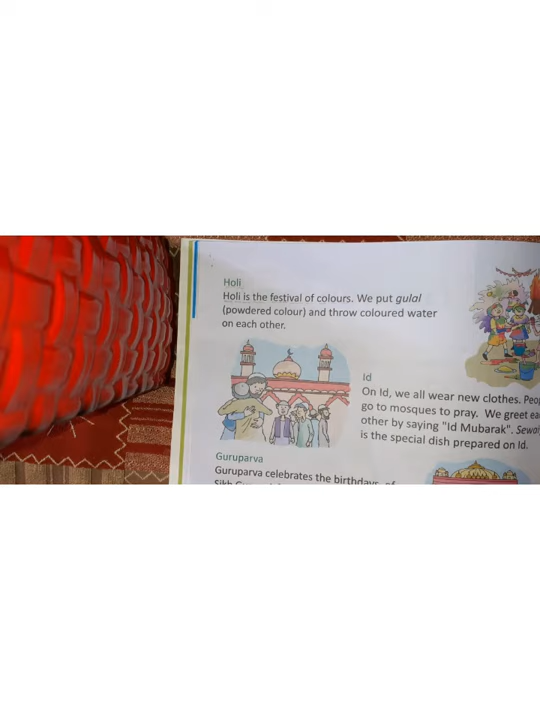 Holi
Holi is the festival of colours. We put gulal
(powdered colour) and throw coloured water
on each other.
Id
On Id, we all wear new clothes.
go to mosques to pray. We greet
other by saying "Id Mubarak".
is the special dish prepared on Id.
Guruparva
Guruparva celebrates the birthdays of
Sikh